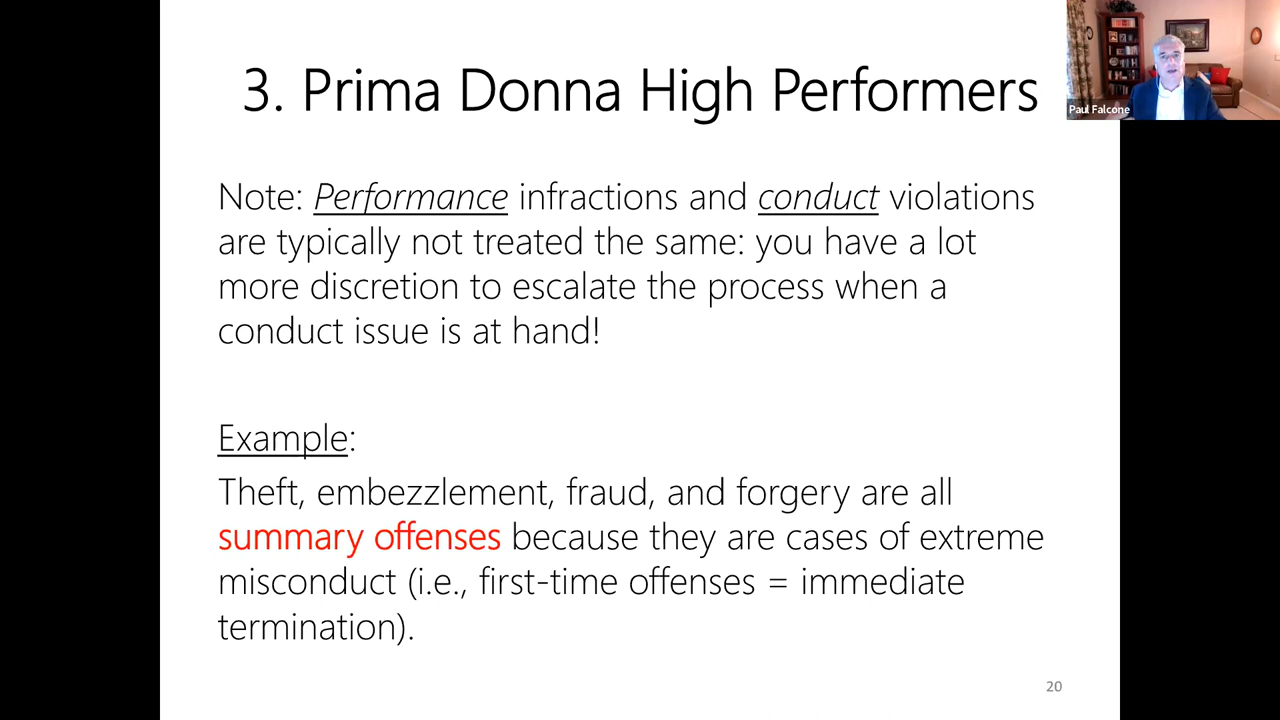 3. Prima Donna High Performers
Paul Falcone
Note: Performance infractions and conduct violations
are typically not treated the same: you have a lot
more discretion to escalate the process when a
conduct issue is at hand!
Example:
Theft, embezzlement, fraud, and forgery are all
summary offenses because they are cases of extreme
misconduct (i.e., first-time offenses = immediate
termination).
20